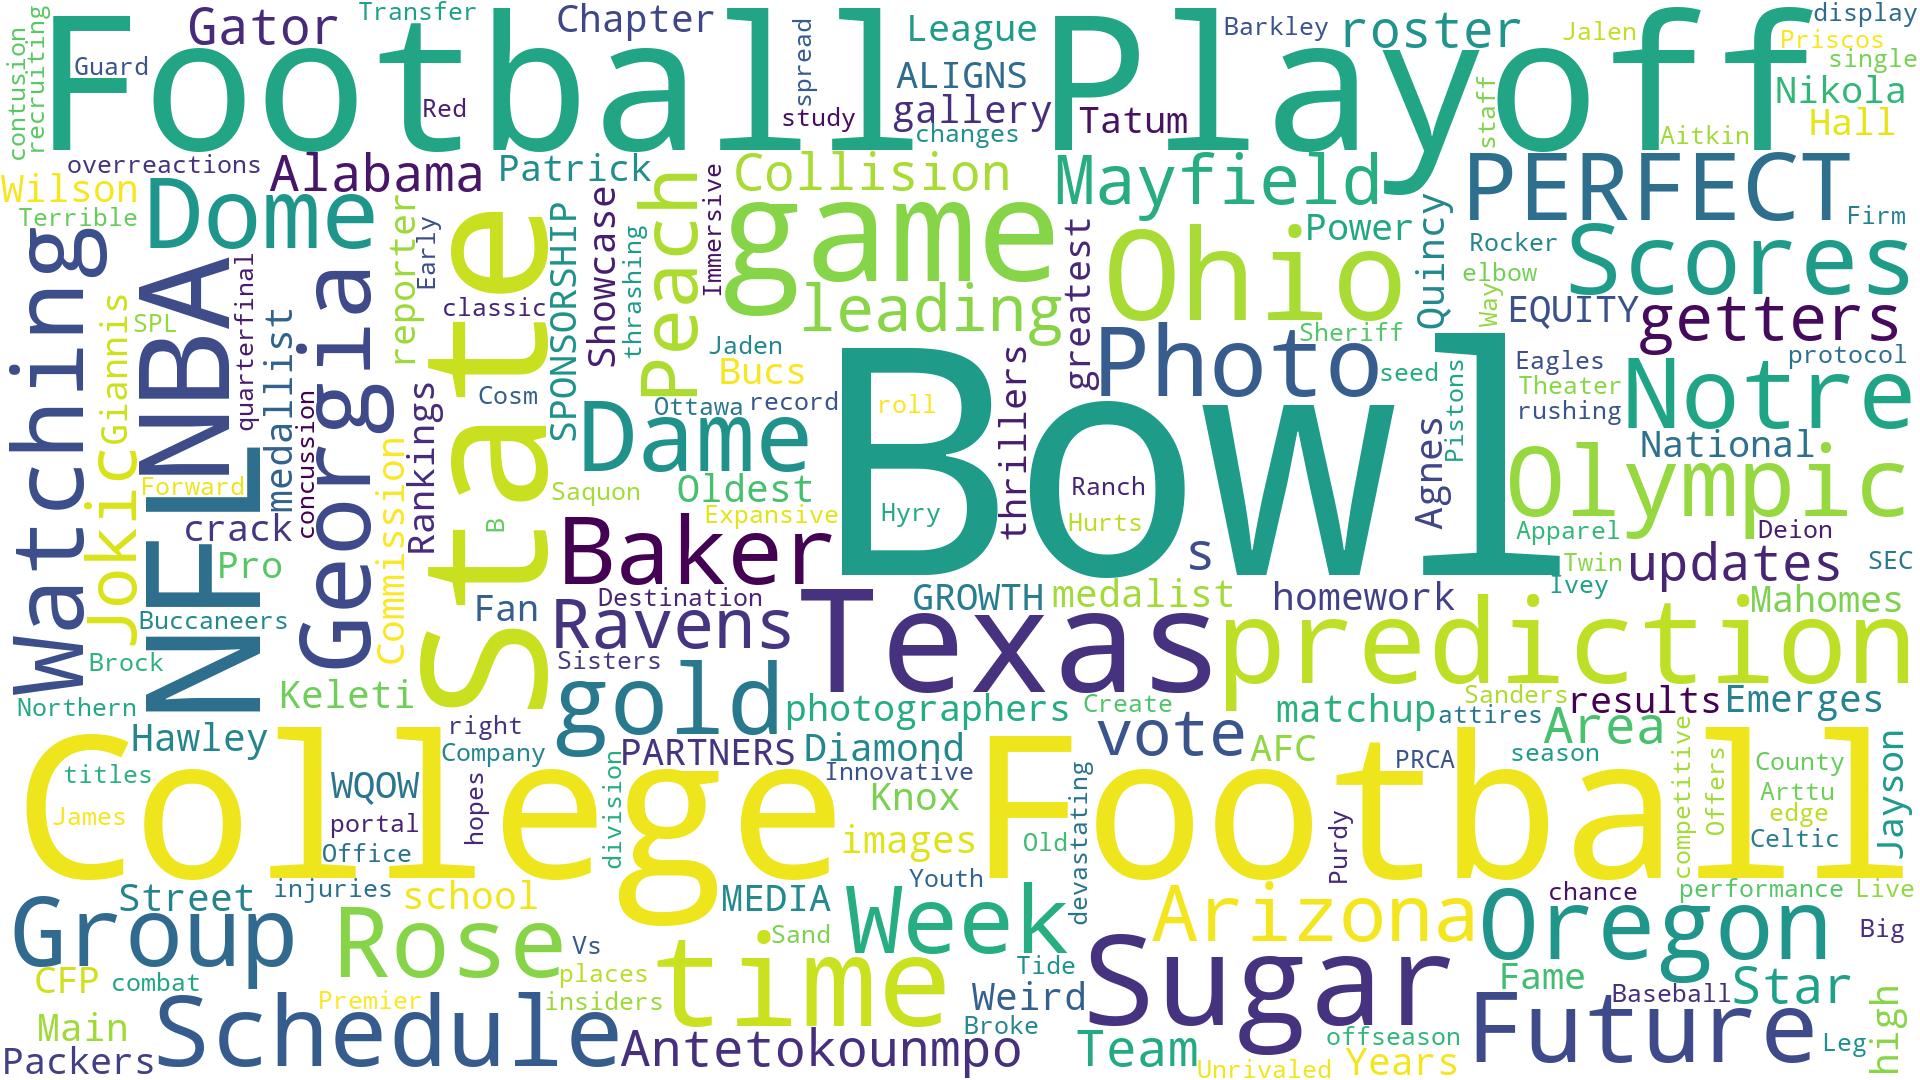 Football Playoff
Gator
Transfer
Chapter
League
Barkley
roster
Jalen
display
Priscos
single
contusion
recruiting
Guard
Red
spread
study
ALIGNS
gallery
changes
Tatum
staff
Nikola
Hall
Aitkin
overreactions
Alabama
Patrick
Collision
Mayfield
PERFECT
Wilson
Terrible
Dome
reporter
Early
State
SPONSORSHIP
Showcase
thrashing
Peach
Immersive
game
leading
greatest
Ohio
Power
Quincy
Rocker
elbow
Way
Firm
Scores
Watching
SPL
Giannis
Jokic
NBA
NFL
quarterfinal
medallist
concussion
Georgia
classic
Jaden
Bucs
Sheriff
EQUITY
getters
Photo
seed
Eagles
Theater
rushing
protocol
Notre
Cosm
Rankings
Commission
Ottawa
record
roll
Bowl
thrillers
Agnes
Pistons
National
Olympic
Dame
Forward
crack
Pro
B
Saquon
Oldest
Expansive
Hyry
Ranch
Hurts
Apparel
Deion
Baker
s
Twin
Ivey
updates
SEC
Buccaneers
Fan
Destination
Ravens
GROWTH
medalist
homework
Mahomes
Brock
Sisters
Texas
prediction
Northern
Keleti
gold
photographers
Create
matchup
attires
Sanders
results
Emerges
Hawley
right
Company
PARTNERS
Diamond
vote
AFC
PRCA
season
Area
College Football
titles
James
WQOW
portal
Office
hopes
division
Innovative
Knox
images
Old
devastating
Purdy
competitive
Offers
County
Arttu
edge
Celtic
Jayson
Street
injuries
school
MEDIA
Youth
Week
Arizona
chance
performance
Live
Group
Rose
Vs
Sand
time
Tide
Sugar
Oregon
Big
CFP
combat
places
insiders
Premier
Weird
Fame
Baseball
Star
Main
Schedule
Broke
offseason
Future
Leg
high
Packers
Antetokounmpo
Team
Unrivaled
Years